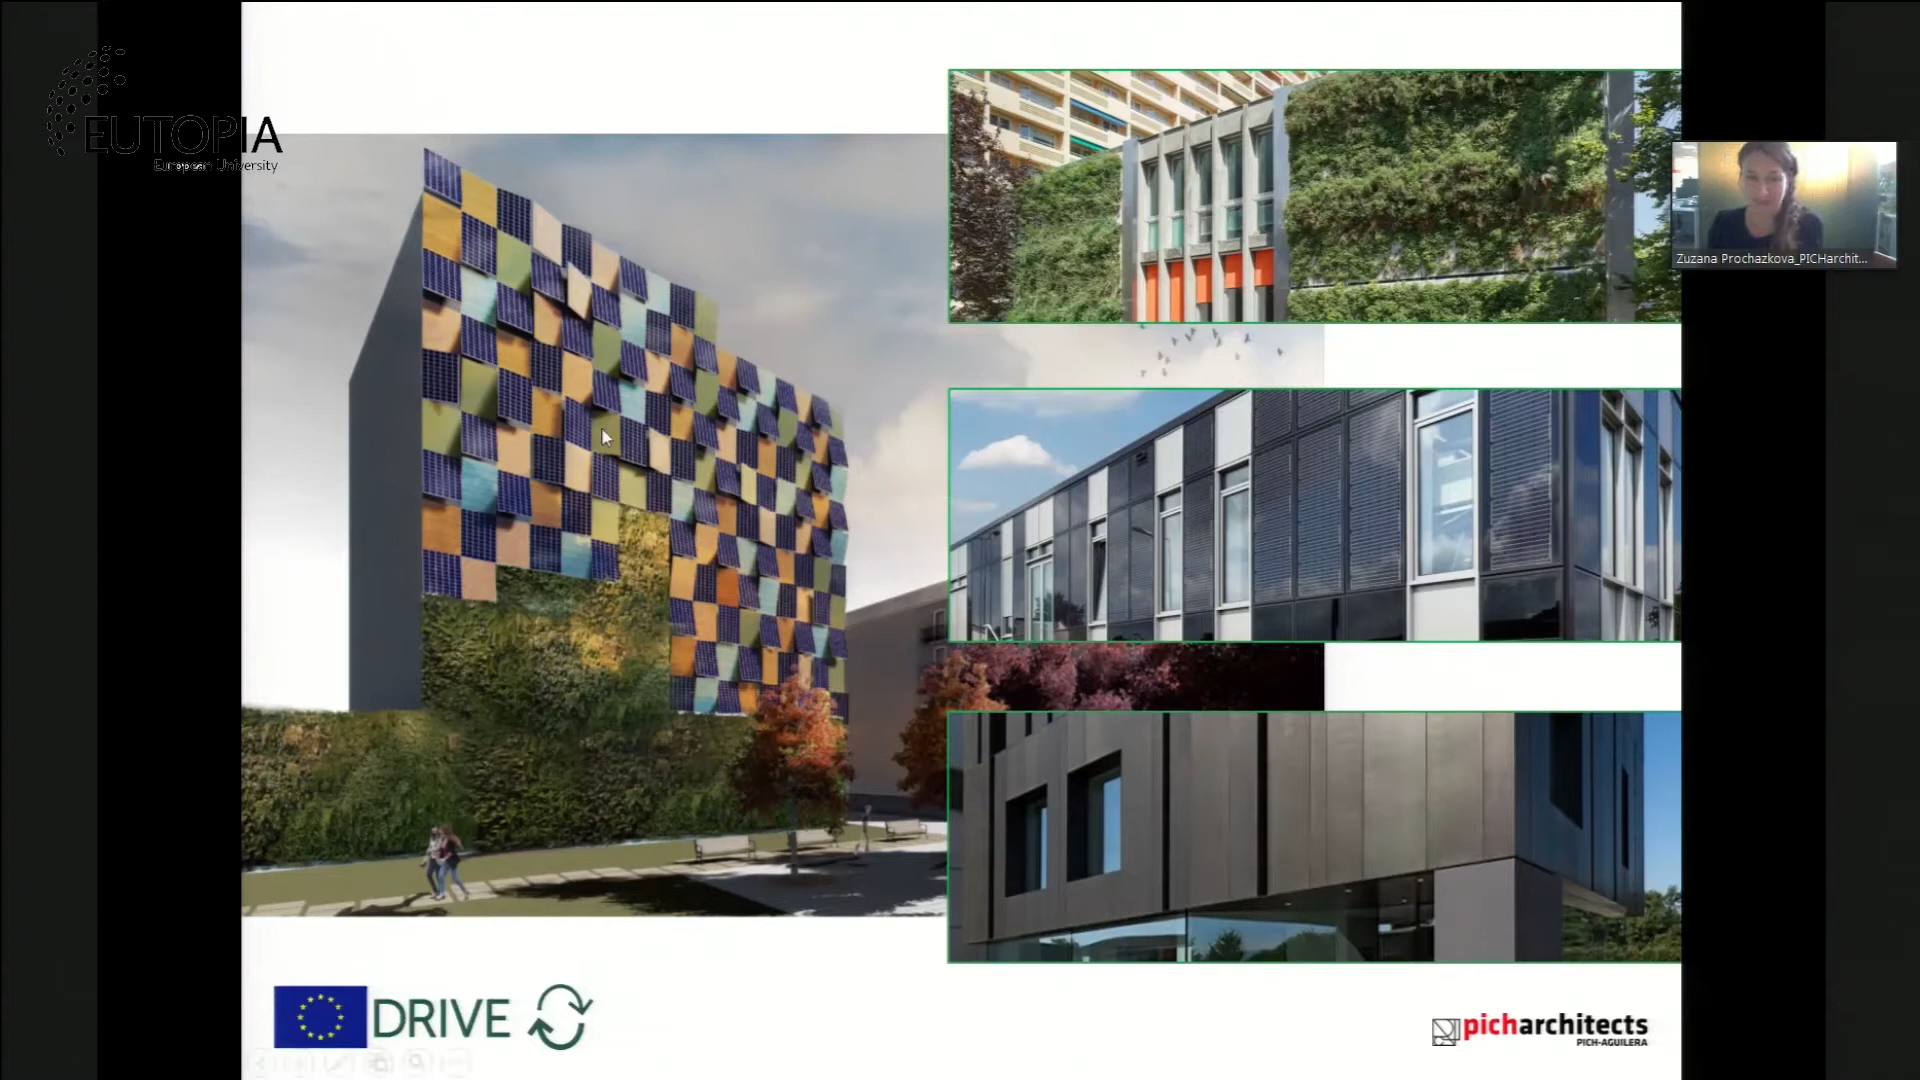 EUTOPIA
European University
Zuzana Prochazkova_PICHarchit...
DRIVE
picharchitects
PICH-AGUILERA